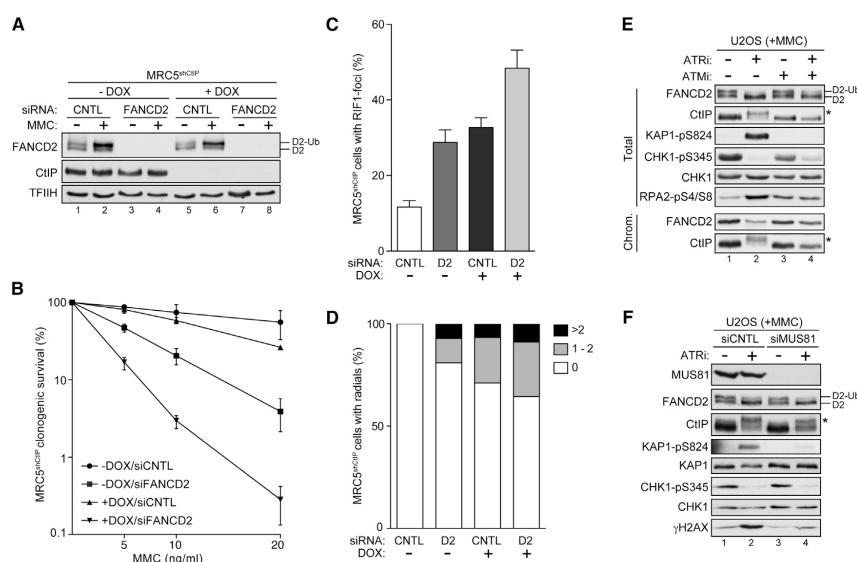 A
MRC5shCtIP
- DOX + DOX
siRNA: CNTL FANCD2 CNTL FANCD2
MMC: - + - + - + - +
FANCD2 D2-Ub
D2
CtIP
TFIIH
1 2 3 4 5 6 7 8
B
MRC5shCtIP clonogenic survival (%)
100
10
1
0.1
-DOX/siCNTL
-DOX/siFANCD2
+DOX/siCNTL
+DOX/siFANCD2
5 10 20
MMC (ng/ml)
C
MRC5shCtIP cells with RIF1-foci (%)
60
40
20
0
siRNA: CNTL D2 CNTL D2
DOX: - - + +
D
MRC5shCtIP cells with radials (%)
100
50
0
>2
1 - 2
0
siRNA: CNTL D2 CNTL D2
DOX: - - + +
E
U2OS (+MMC)
ATRi: - + - +
ATMi: - - + +
Total
FANCD2 D2-Ub
D2
CtIP *
KAP1-pS824
CHK1-pS345
CHK1
RPA2-pS4/S8
Chrom.
FANCD2
CtIP *
1 2 3 4
F
U2OS (+MMC)
siCNTL siMUS81
ATRi: - + - +
MUS81
FANCD2 D2-Ub
D2
CtIP *
KAP1-pS824
KAP1
CHK1-pS345
CHK1
γH2AX
1 2 3 4